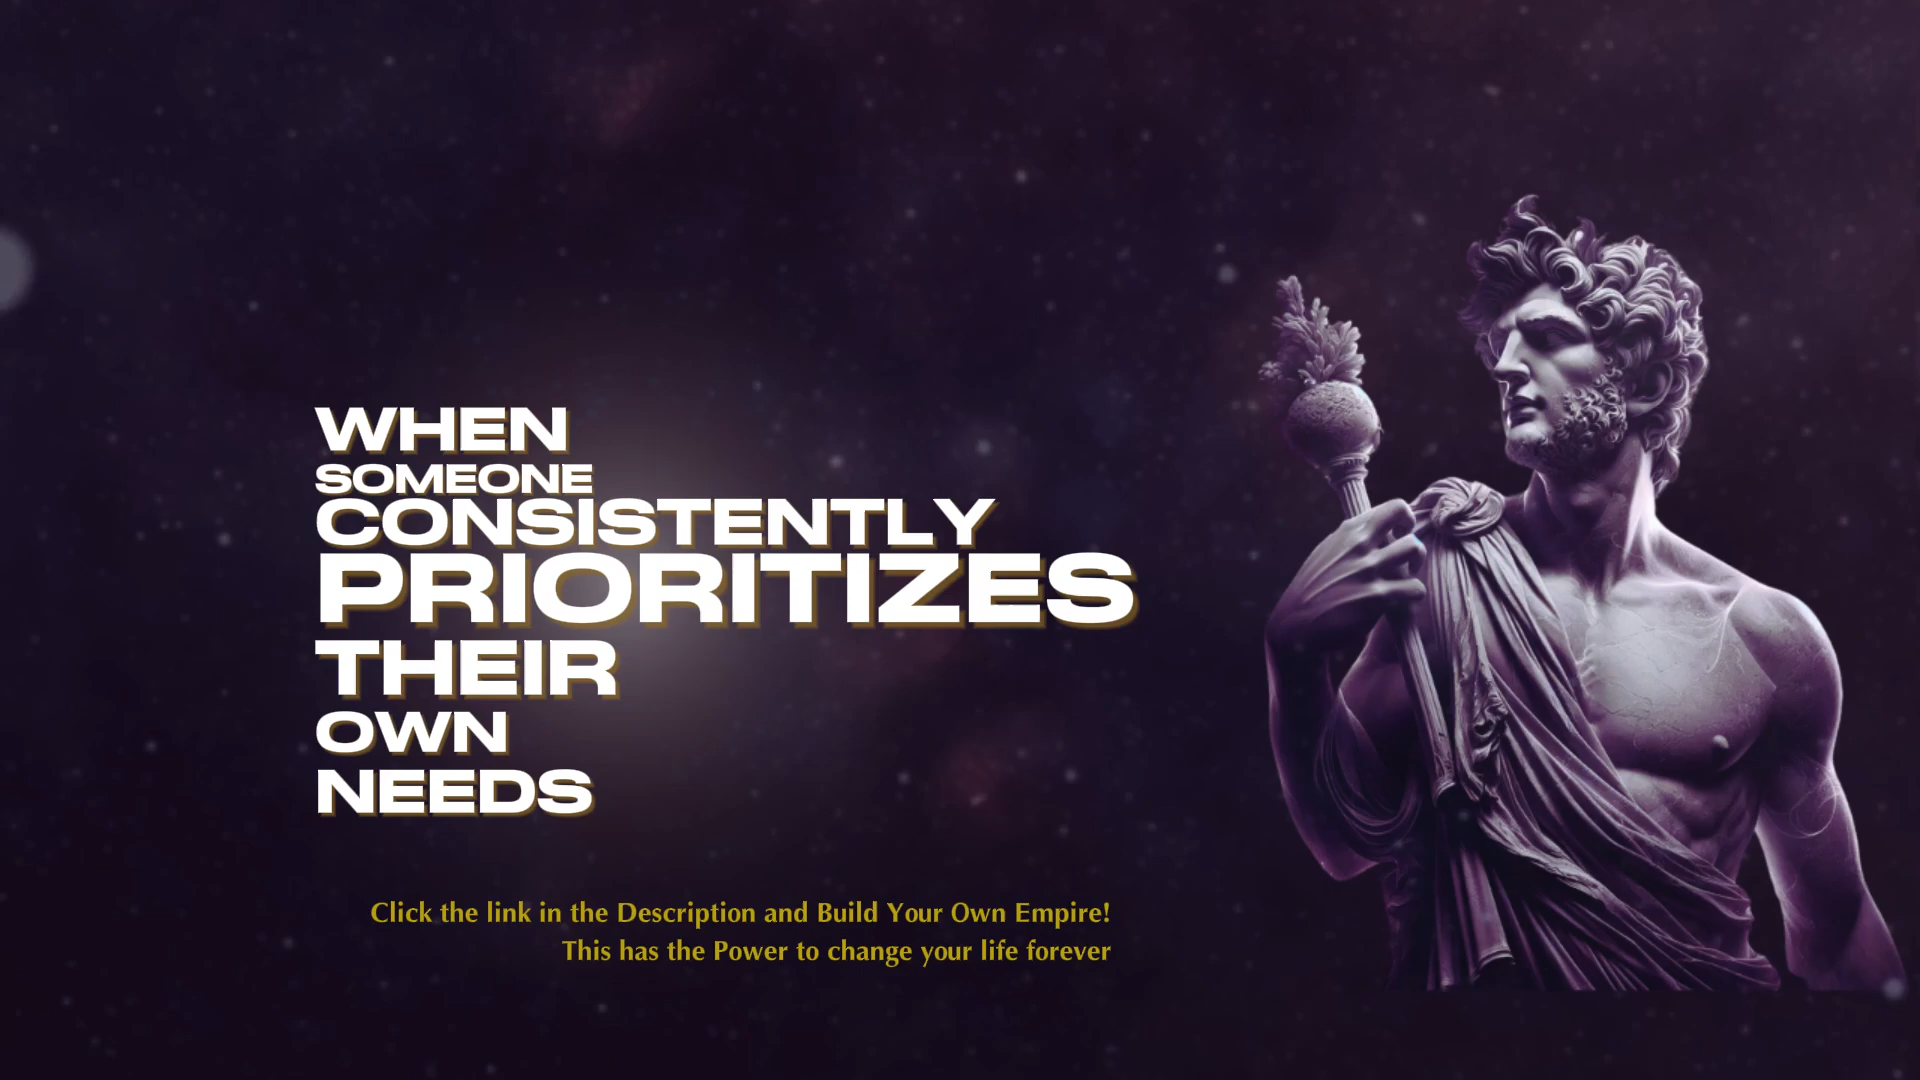 WHEN
SOMEONE
CONSISTENTLY
PRIORITIZES
THEIR
OWN
NEEDS
Click the link in the Description and Build Your Own Empire!
This has the Power to change your life forever